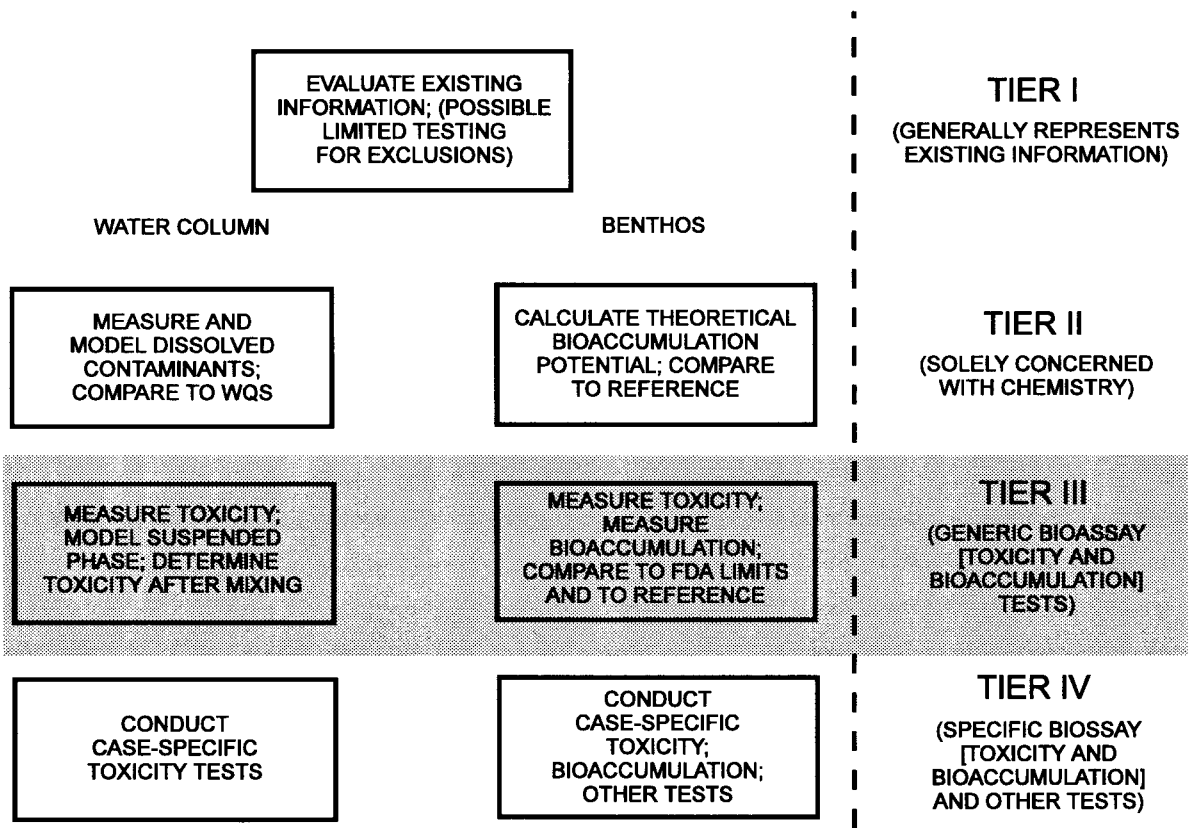 EVALUATE EXISTING
INFORMATION; (POSSIBLE
LIMITED TESTING
FOR EXCLUSIONS)
TIER I
(GENERALLY REPRESENTS
EXISTING INFORMATION)
WATER COLUMN
BENTHOS
MEASURE AND
MODEL DISSOLVED
CONTAMINANTS;
COMPARE TO WQS
CALCULATE THEORETICAL
BIOACCUMULATION
POTENTIAL; COMPARE
TO REFERENCE
TIER II
(SOLELY CONCERNED
WITH CHEMISTRY)
MEASURE TOXICITY;
MODEL SUSPENDED
PHASE; DETERMINE
TOXICITY AFTER MIXING
MEASURE TOXICITY;
MEASURE
BIOACCUMULATION;
COMPARE TO FDA LIMITS
AND TO REFERENCE
TIER III
(GENERIC BIOASSAY
[TOXICITY AND
BIOACCUMULATION]
TESTS)
CONDUCT
CASE-SPECIFIC
TOXICITY TESTS
CONDUCT
CASE-SPECIFIC
TOXICITY;
BIOACCUMULATION;
OTHER TESTS
TIER IV
(SPECIFIC BIOSSAY
[TOXICITY AND
BIOACCUMULATION]
AND OTHER TESTS)